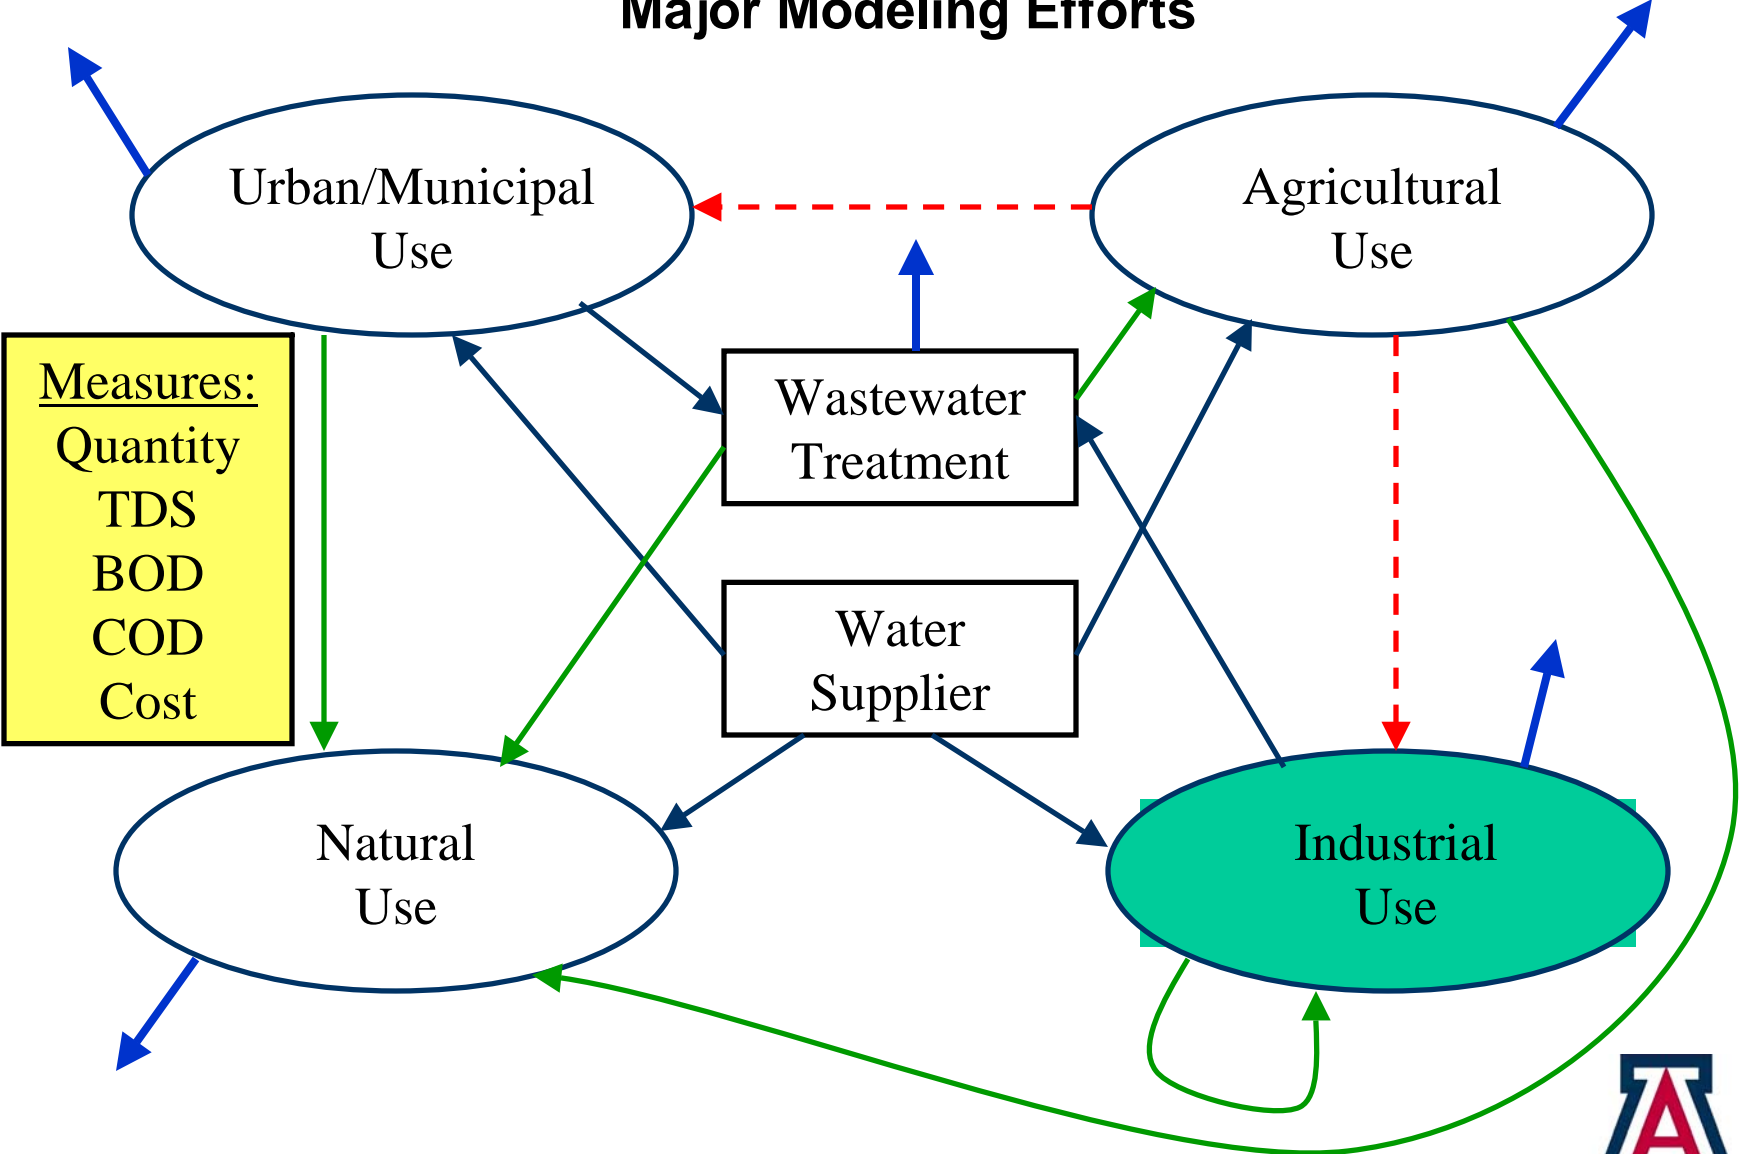 Major Modeling Efforts
Urban/Municipal
Use
Agricultural
Use
Measures:
Quantity
TDS
BOD
COD
Cost
Wastewater
Treatment
Water
Supplier
Natural
Use
Industrial
Use
A